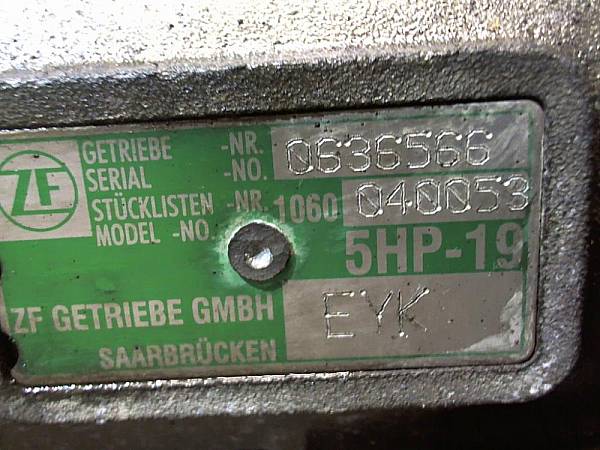 ZF
GETRIEBE -NR. 0636566
SERIAL -NO.
STÜCKLISTEN -NR. 1060 040053
MODEL -NO.
5HP-19
ZF GETRIEBE GMBH EYK
SAARBRÜCKEN